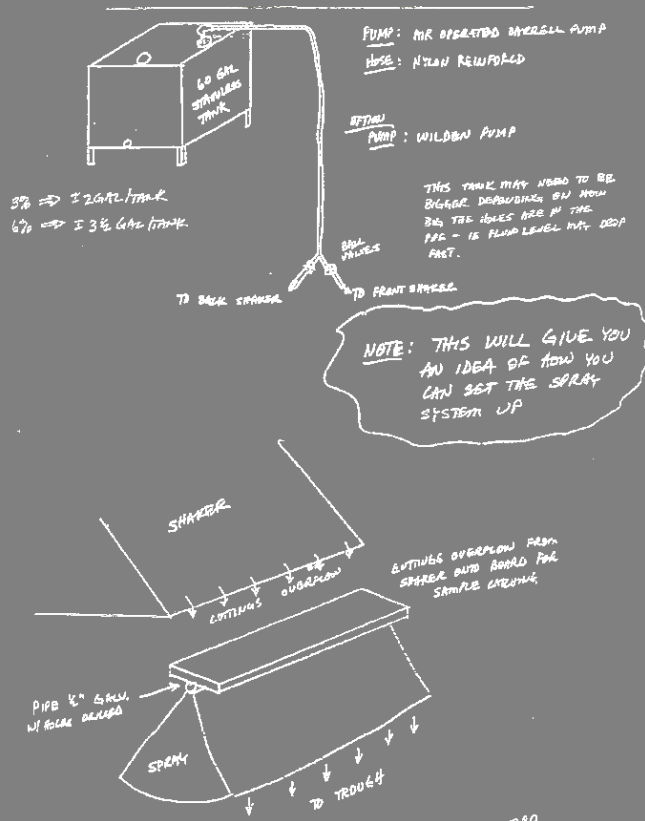 PUMP: AIR OPERATED BARRELL PUMP
HOSE: NYLON REINFORCED
60 GAL
STAINLESS
TANK
OPTION
PUMP: WILDEN PUMP
3% ⇒ ± 2 GAL/TANK
6% ⇒ ± 3½ GAL/TANK
THIS TANK MAY NEED TO BE
BIGGER DEPENDING ON HOW
BIG THE HOLES ARE IN THE
PIPE - IE FLUID LEVEL MAY DROP
FAST.
BALL
VALVES
TO BACK SHAKER
TO FRONT SHAKER
NOTE: THIS WILL GIVE YOU
AN IDEA OF HOW YOU
CAN SET THE SPRAY
SYSTEM UP
SHAKER
CUTTINGS OVERFLOW
CUTTINGS OVERFLOW FROM
SHAKER ONTO BOARD FOR
SAMPLE CATCHING
PIPE ½" GALV.
W/ HOLES DRILLED
SPRAY
TO TROUGH